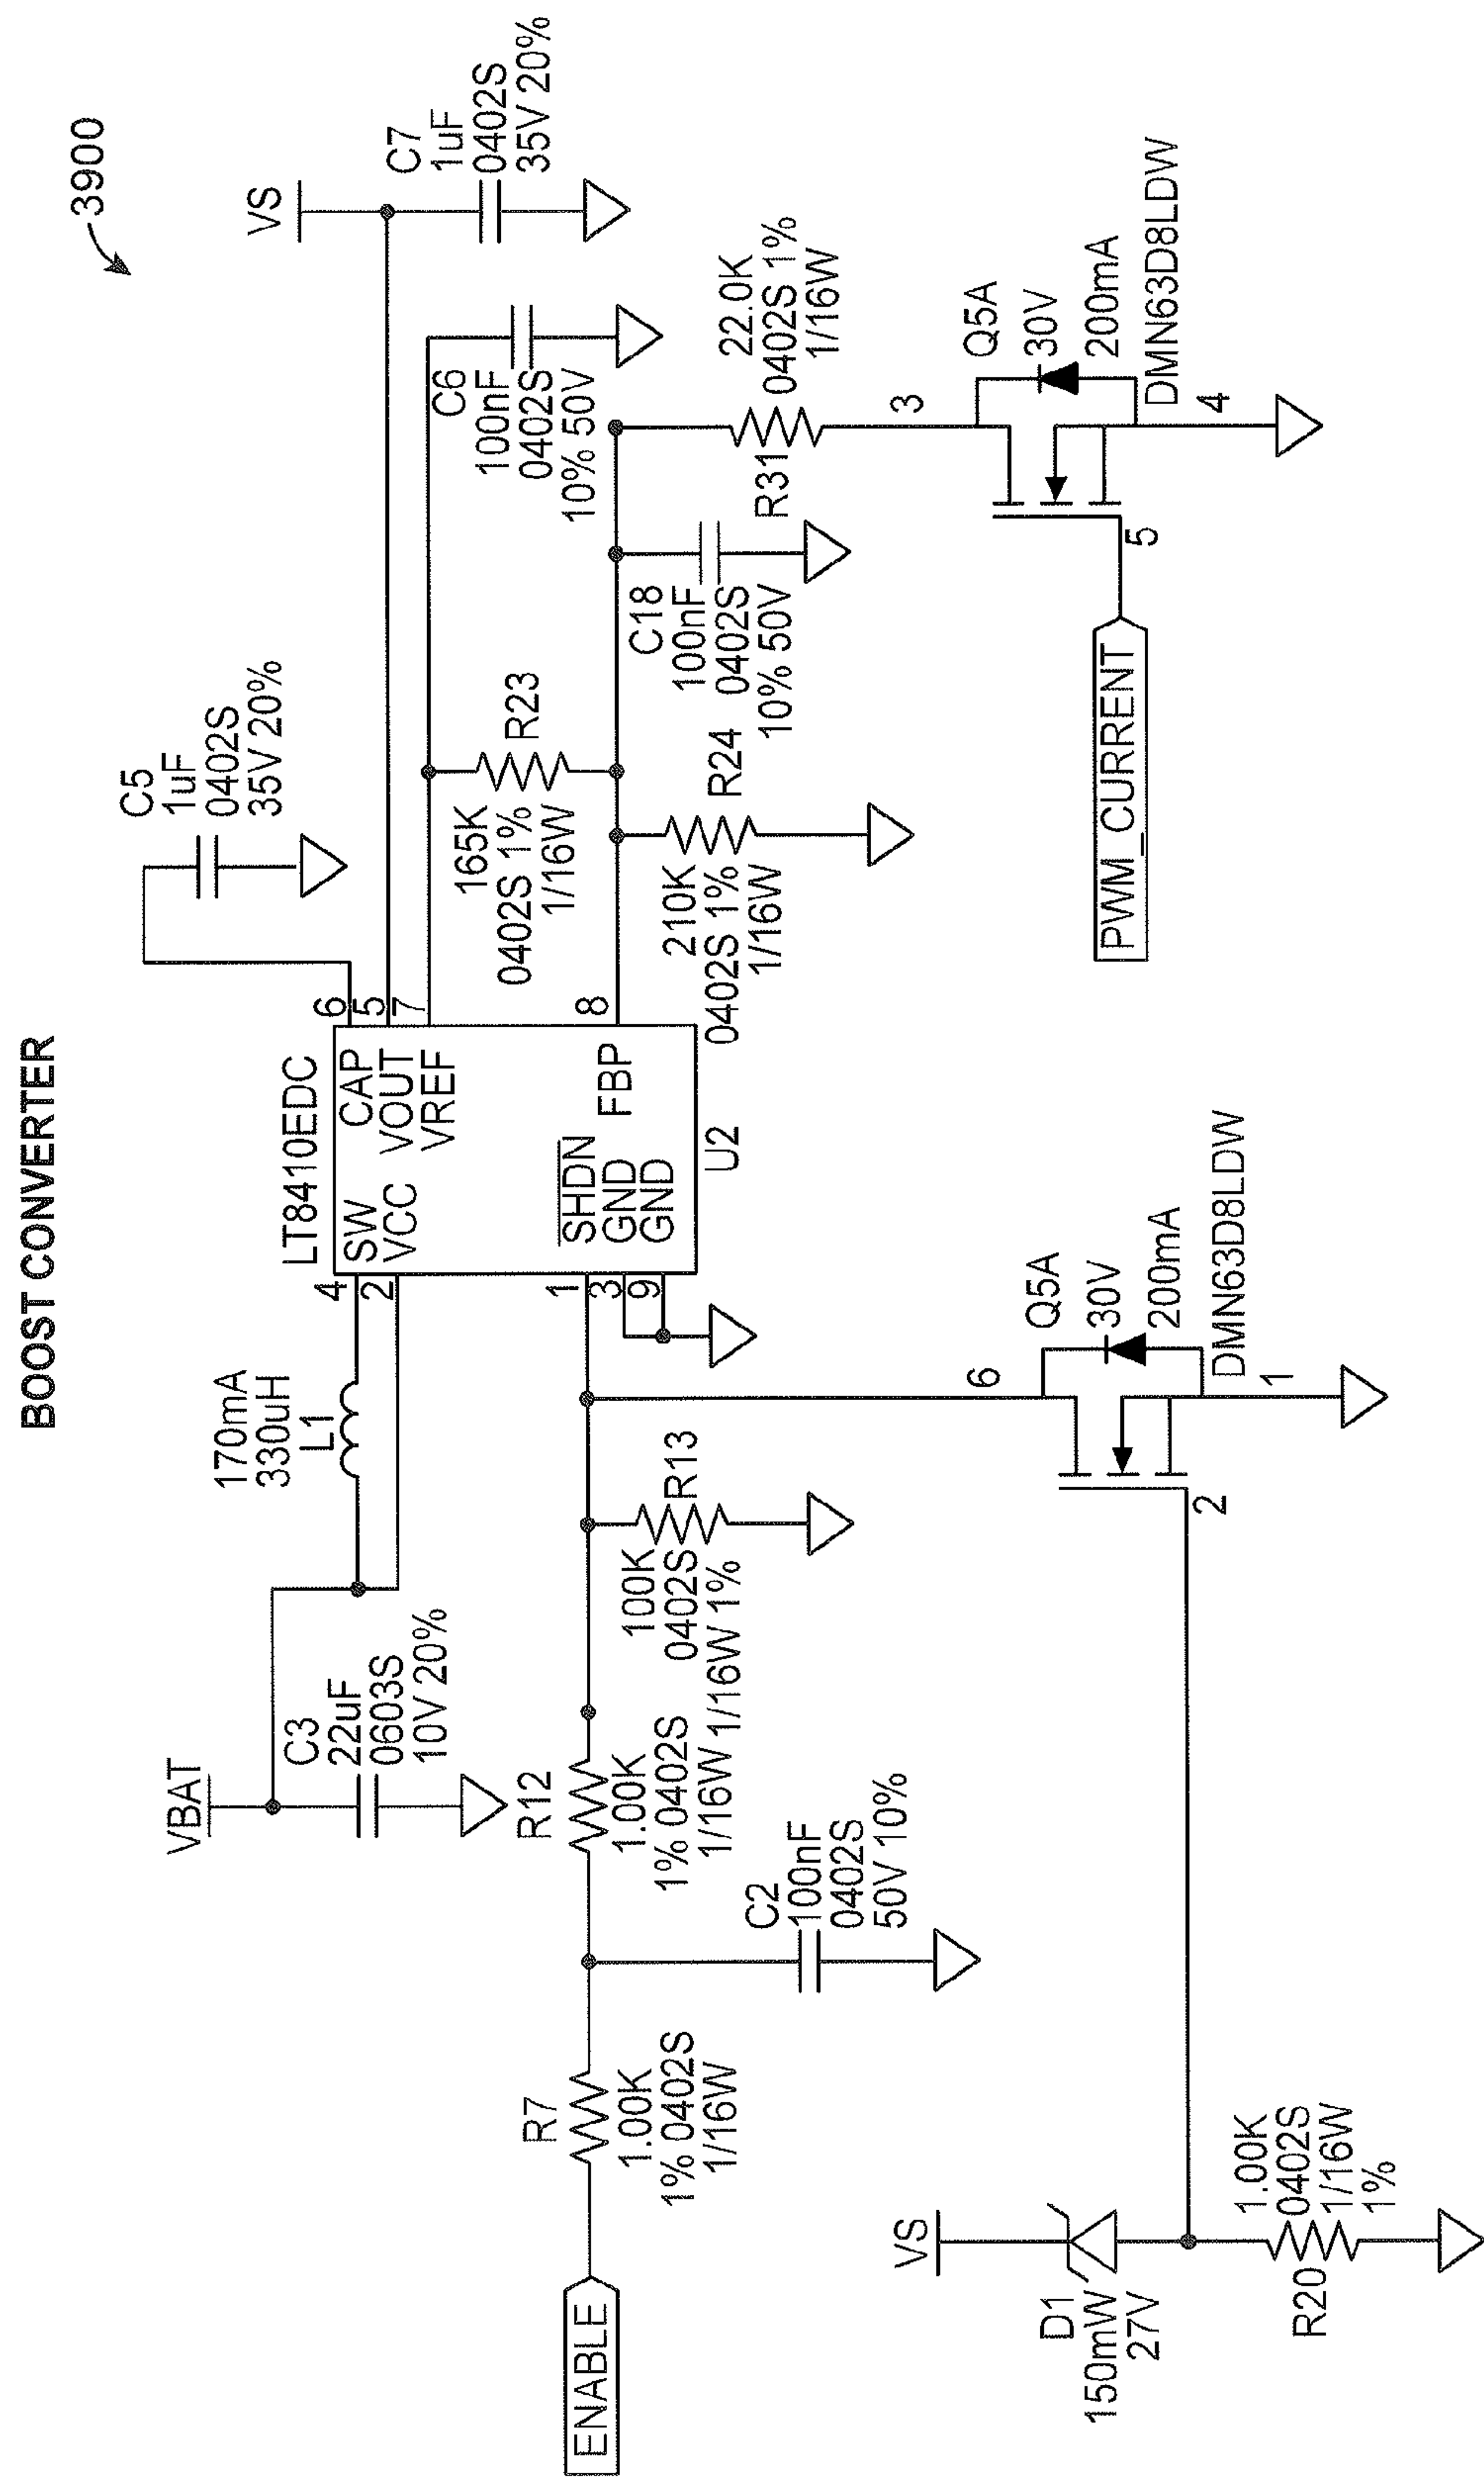 BOOST CONVERTER
3900
VBAT
C3
22uF
0603S
10V 20%
170mA
330uH
L1
LT8410EDC
4
2
1
3
9
SW
VCC
SHDN
GND
GND
CAP
VOUT
VREF
FBP
U2
6
5
7
8
C5
1uF
0402S
35V 20%
VS
C7
1uF
0402S
35V 20%
C6
100nF
0402S
10% 50V
165K
0402S 1%
1/16W
R23
210K
0402S 1%
1/16W
R24
C18
100nF
0402S
10% 50V
R31
22.0K
0402S 1%
1/16W
3
Q5A
30V
200mA
DMN63D8LDW
4
5
PWM_CURRENT
ENABLE
R7
1.00K
1% 0402S
1/16W
C2
100nF
0402S
50V 10%
R12
1.00K
1% 0402S
1/16W
100K
0402S
1/16W 1%
R13
6
Q5A
30V
200mA
DMN63D8LDW
1
2
VS
D1
150mW
27V
R20
1.00K
0402S
1/16W
1%